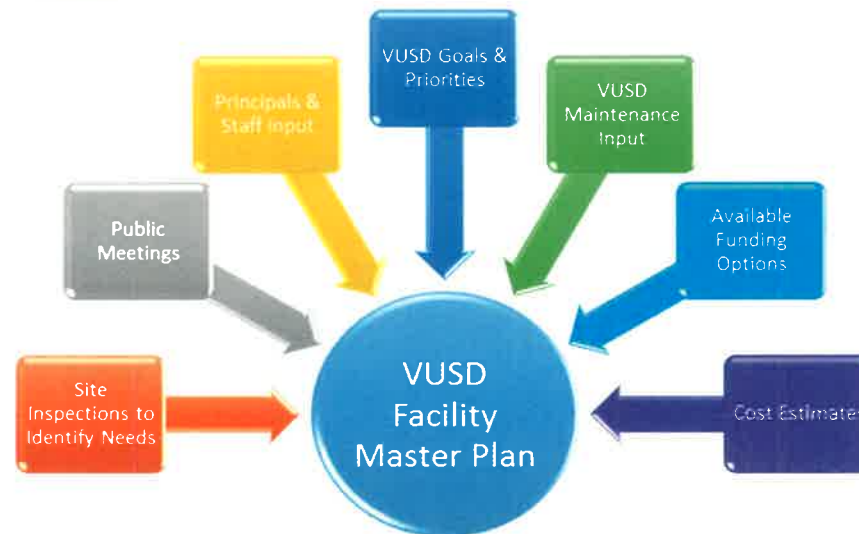 VUSD Goals &
Priorities
Principals &
Staff Input
VUSD
Maintenance
Input
Public
Meetings
Available
Funding
Options
Site
Inspections to
Identify Needs
VUSD
Facility
Master Plan
Cost Estimates